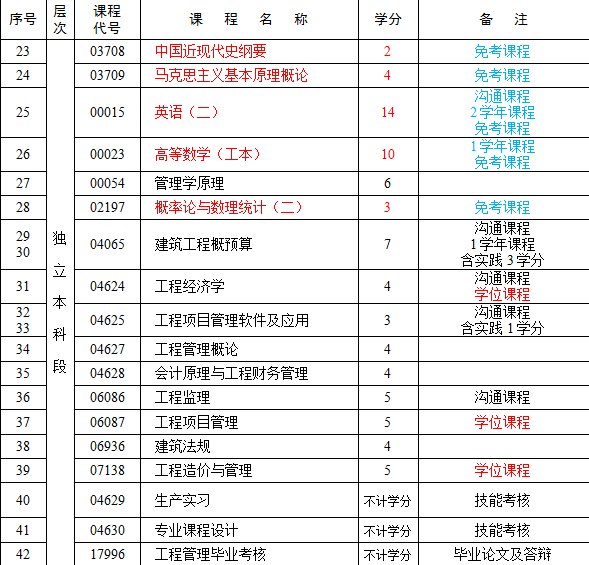 序号 层次 课程代号 课 程 名 称 学分 备 注
独立本科段
23 03708 中国近现代史纲要 2 免考课程
24 03709 马克思主义基本原理概论 4 免考课程
25 00015 英语（二） 14 沟通课程 2学年课程 免考课程
26 00023 高等数学（工本） 10 1学年课程 免考课程
27 00054 管理学原理 6
28 02197 概率论与数理统计（二） 3 免考课程
29 30 04065 建筑工程概预算 7 沟通课程 1学年课程 含实践3学分
31 04624 工程经济学 4 沟通课程 学位课程
32 33 04625 工程项目管理软件及应用 3 沟通课程 含实践1学分
34 04627 工程管理概论 4
35 04628 会计原理与工程财务管理 4
36 06086 工程监理 5 沟通课程
37 06087 工程项目管理 5 学位课程
38 06936 建筑法规 4
39 07138 工程造价与管理 5 学位课程
40 04629 生产实习 不计学分 技能考核
41 04630 专业课程设计 不计学分 技能考核
42 17996 工程管理毕业考核 不计学分 毕业论文及答辩